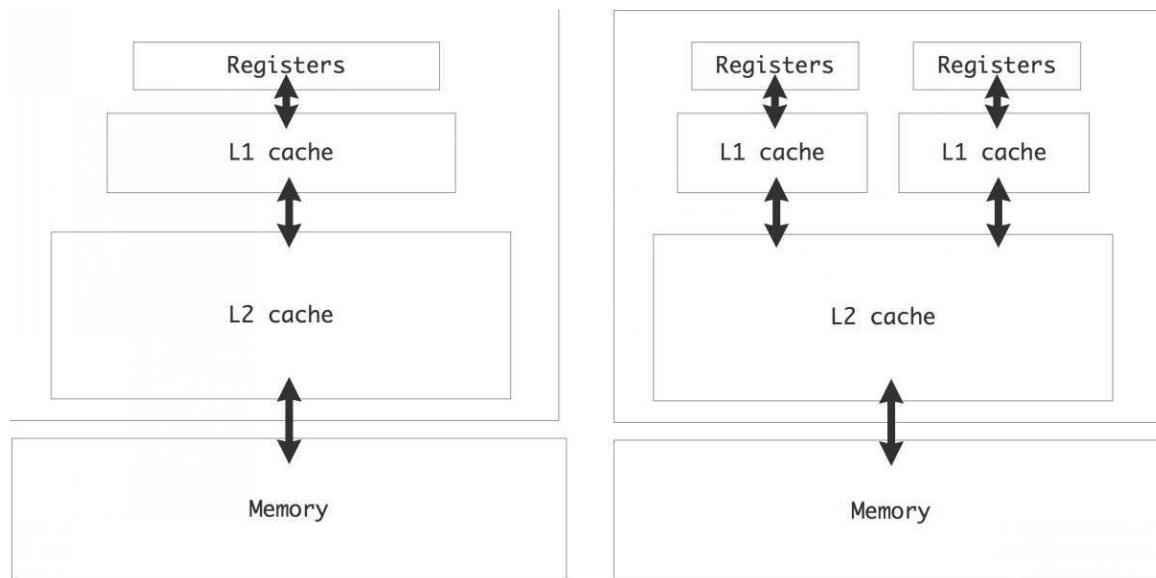 Registers
L1 cache
L2 cache
Memory
Registers
Registers
L1 cache
L1 cache
L2 cache
Memory